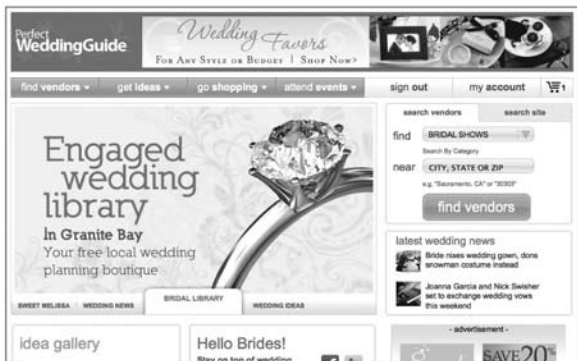 Perfect
WeddingGuide
Wedding Favors
FOR ANY STYLE OR BUDGET | SHOP NOW>
find vendors
get ideas
go shopping
attend events
sign out
my account
1
search vendors
search site
find BRIDAL SHOWS
Search By Category
near CITY, STATE OR ZIP
e.g. "Sacramento, CA" or "30303"
find vendors
Engaged
wedding
library
in Granite Bay
Your free local wedding
planning boutique
SWEET MELISSA
WEDDING NEWS
BRIDAL LIBRARY
WEDDING IDEAS
latest wedding news
Bride nixes wedding gown, dons
snowman costume instead
Joanna Garcia and Nick Swisher
set to exchange wedding vows
this weekend
idea gallery
Hello Brides!
Stay on top of wedding
- advertisement -
SAVE 20%